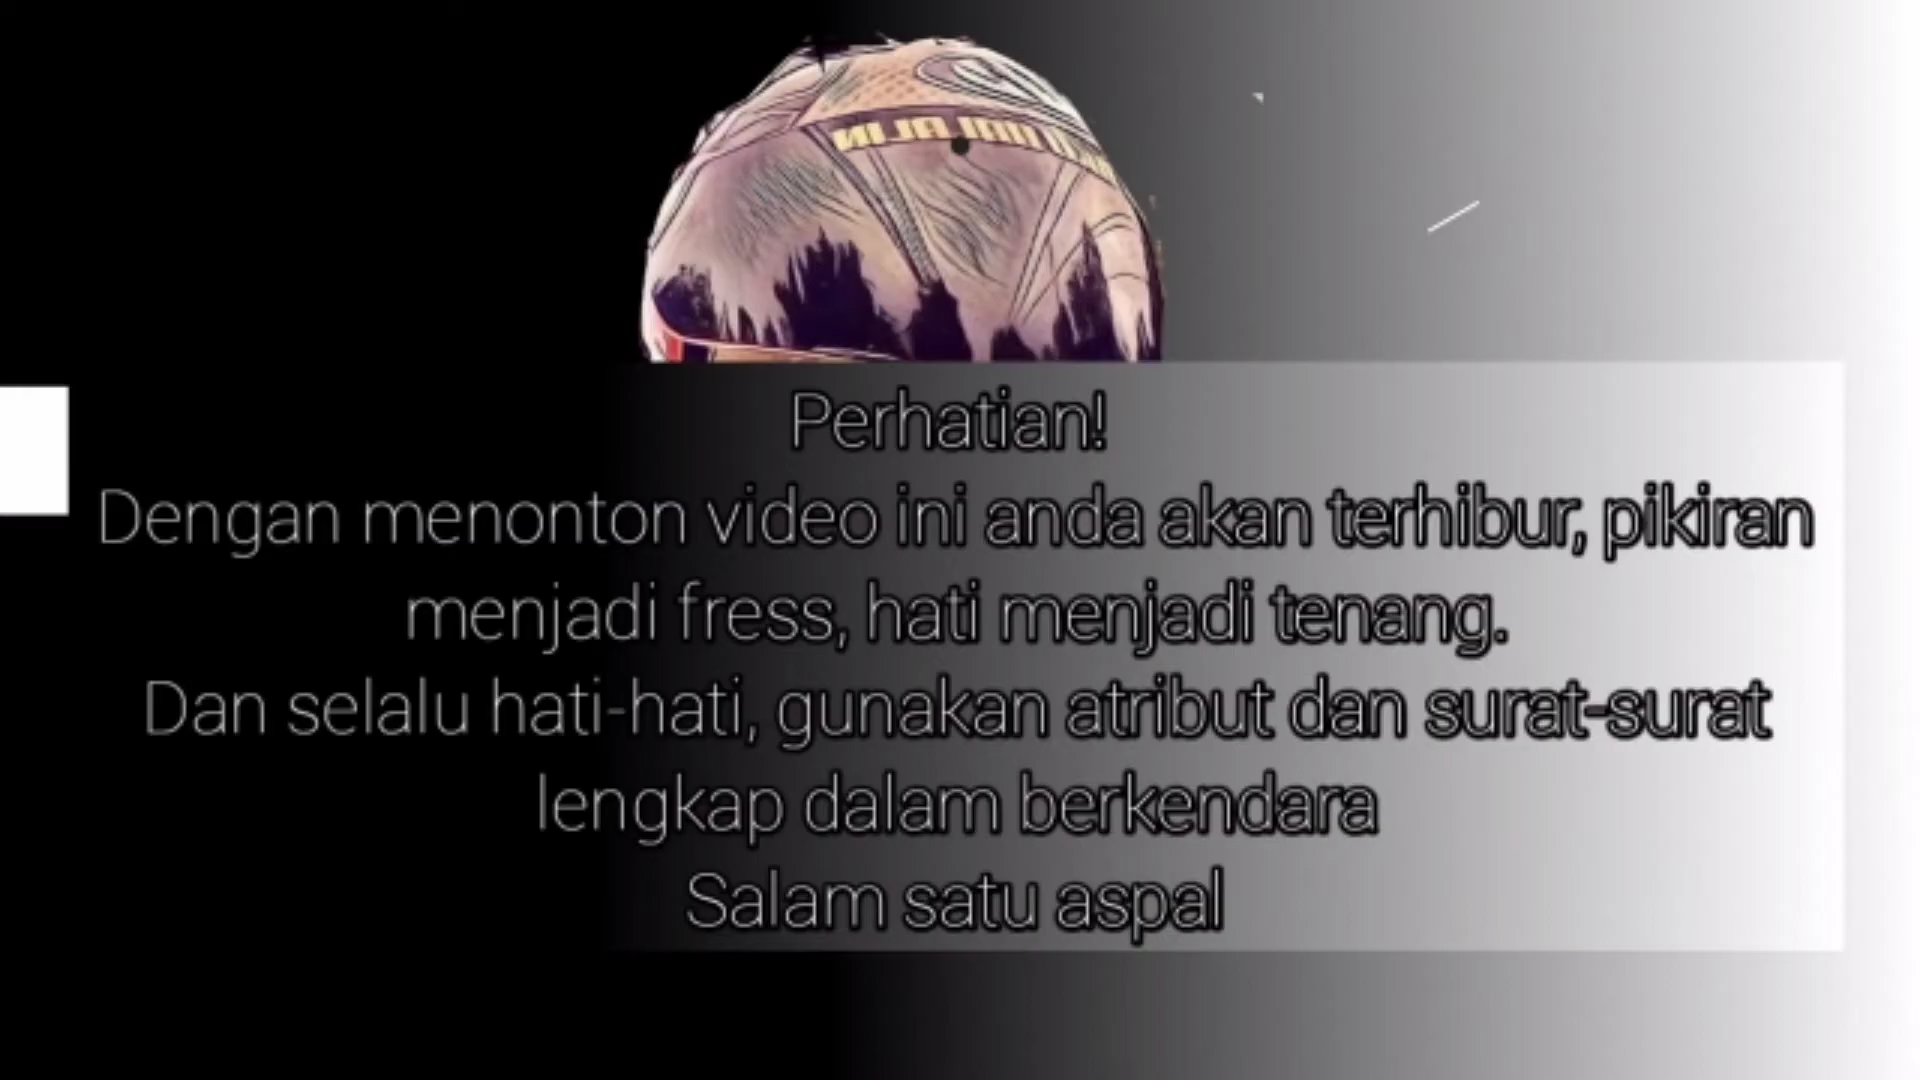 Perhatian!
Dengan menonton video ini anda akan terhibur, pikiran
menjadi fress, hati menjadi tenang.
Dan selalu hati-hati, gunakan atribut dan surat-surat
lengkap dalam berkendara
Salam satu aspal